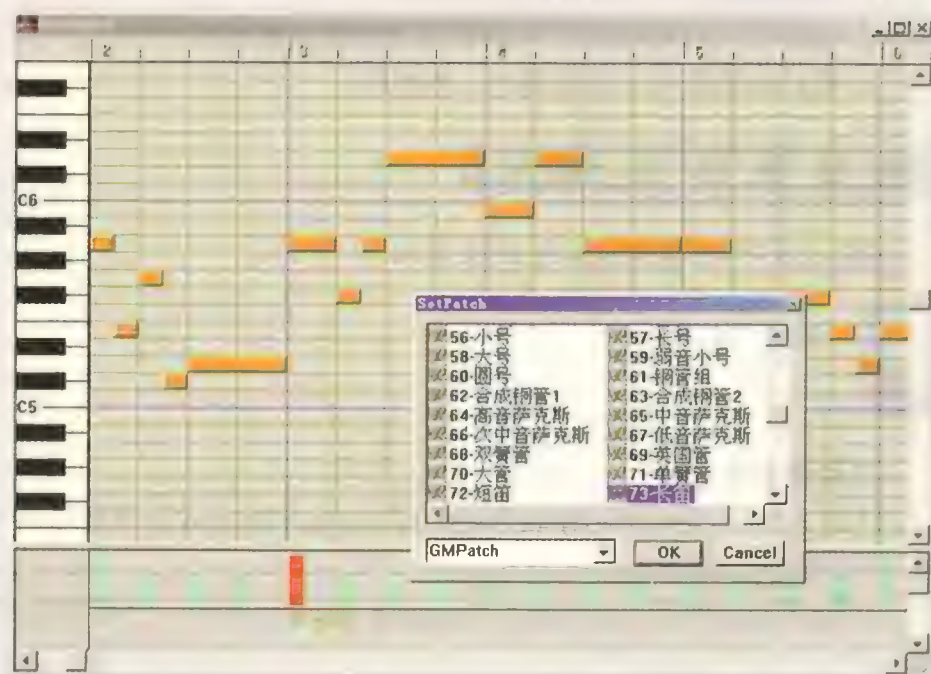 2 3 4 5 6
C6
SetPatch
56-小号 57-长号
58-大号 59-弱音小号
60-圆号 61-铜管组
62-合成铜管1 63-合成铜管2
64-高音萨克斯 65-中音萨克斯
66-次中音萨克斯 67-低音萨克斯
68-双簧管 69-英国管
70-大管 71-单簧管
72-短笛 73-长笛
C5
GMPatch OK Cancel